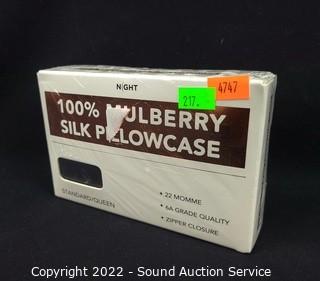 N|GHT
4747
217.
100% MULBERRY
SILK PILLOWCASE
STANDARD/QUEEN
• 22 MOMME
• 6A GRADE QUALITY
• ZIPPER CLOSURE
Copyright 2022 - Sound Auction Service